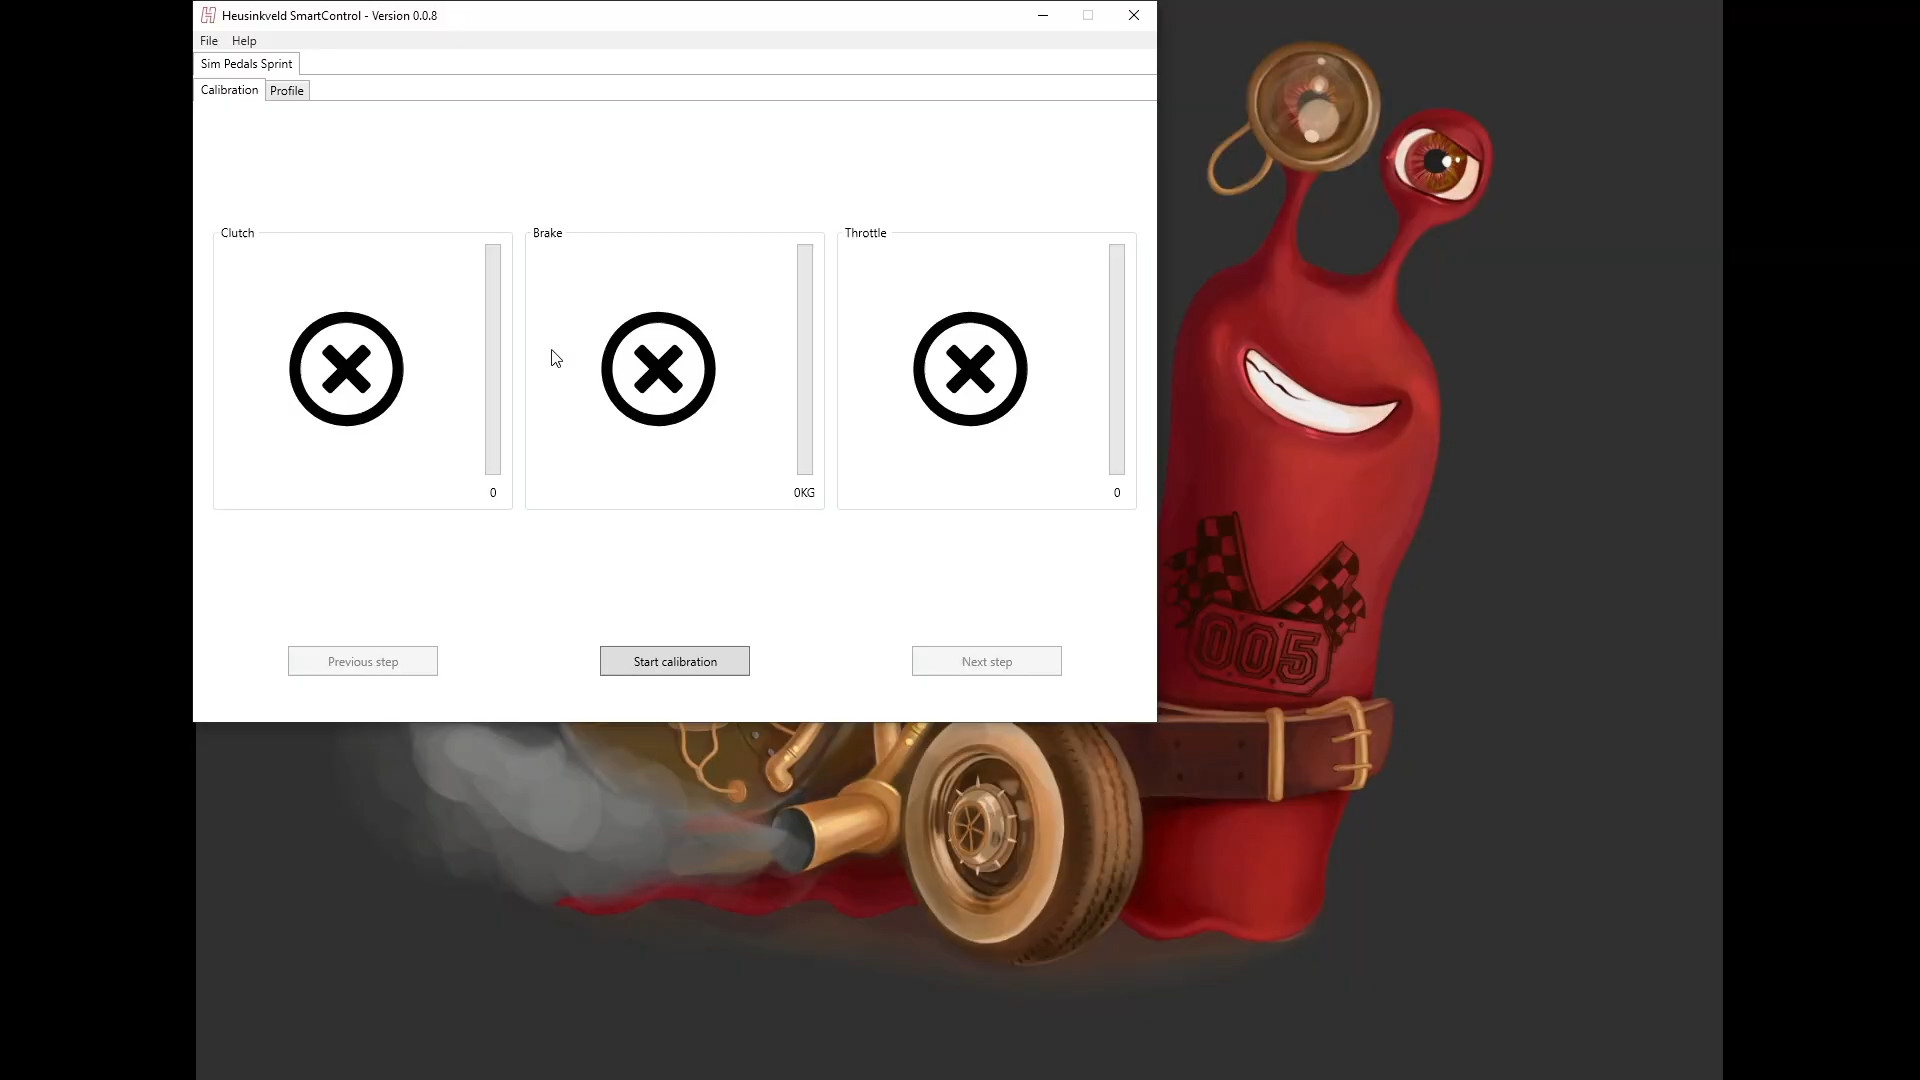 Heusinkveld SmartControl - Version 0.0.8
File Help
Sim Pedals Sprint
Calibration Profile
Clutch Brake Throttle
0 0KG 0
Previous step Start calibration Next step
005